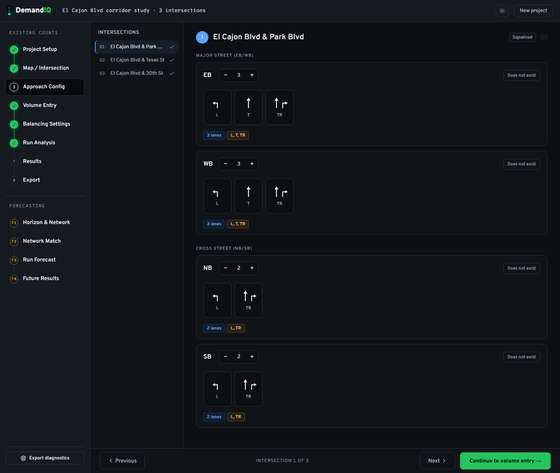 DemandIQ
El Cajon Blvd corridor study · 3 intersections
New project
EXISTING COUNTS
Project Setup
Map / Intersection
3 Approach Config
Volume Entry
Balancing Settings
Run Analysis
Results
Export
FORECASTING
F1 Horizon & Network
F2 Network Match
F3 Run Forecast
F4 Future Results
Export diagnostics
INTERSECTIONS
01 El Cajon Blvd & Park ...
02 El Cajon Blvd & Texas St
03 El Cajon Blvd & 30th St
1 El Cajon Blvd & Park Blvd
Signalized
MAJOR STREET (EB/WB)
EB − 3 +
Does not exist
L T TR
3 lanes L, T, TR
WB − 3 +
Does not exist
L T TR
3 lanes L, T, TR
CROSS STREET (NB/SB)
NB − 2 +
Does not exist
L TR
2 lanes L, TR
SB − 2 +
Does not exist
L TR
2 lanes L, TR
‹ Previous
INTERSECTION 1 OF 3
Next ›
Continue to volume entry →